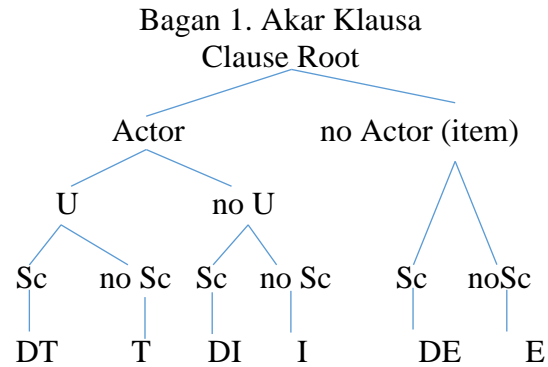 Bagan 1. Akar Klausa
Clause Root
Actor no Actor (item)
U no U
Sc no Sc Sc no Sc Sc noSc
DT T DI I DE E